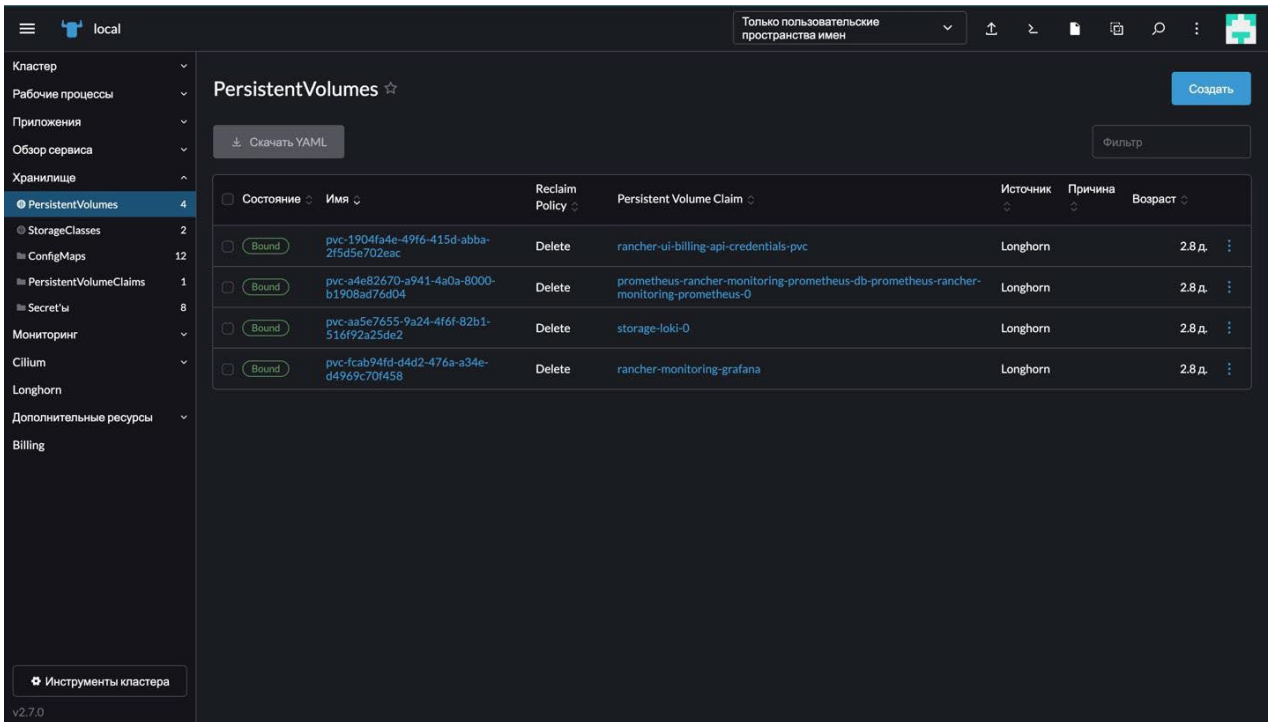 local
Только пользовательские
пространства имен
Кластер
Рабочие процессы
Приложения
Обзор сервиса
Хранилище
PersistentVolumes 4
StorageClasses 2
ConfigMaps 12
PersistentVolumeClaims 1
Secret'ы 8
Мониторинг
Cilium
Longhorn
Дополнительные ресурсы
Billing
Инструменты кластера
v2.7.0
PersistentVolumes
Создать
Скачать YAML
Фильтр
Состояние Имя Reclaim Policy Persistent Volume Claim Источник Причина Возраст
Bound pvc-1904fa4e-49f6-415d-abba-2f5d5e702eac Delete rancher-ui-billing-api-credentials-pvc Longhorn 2.8 д.
Bound pvc-a4e82670-a941-4a0a-8000-b1908ad76d04 Delete prometheus-rancher-monitoring-prometheus-db-prometheus-rancher-monitoring-prometheus-0 Longhorn 2.8 д.
Bound pvc-aa5e7655-9a24-4f6f-82b1-516f92a25de2 Delete storage-loki-0 Longhorn 2.8 д.
Bound pvc-fcab94fd-d4d2-476a-a34e-d4969c70f458 Delete rancher-monitoring-grafana Longhorn 2.8 д.